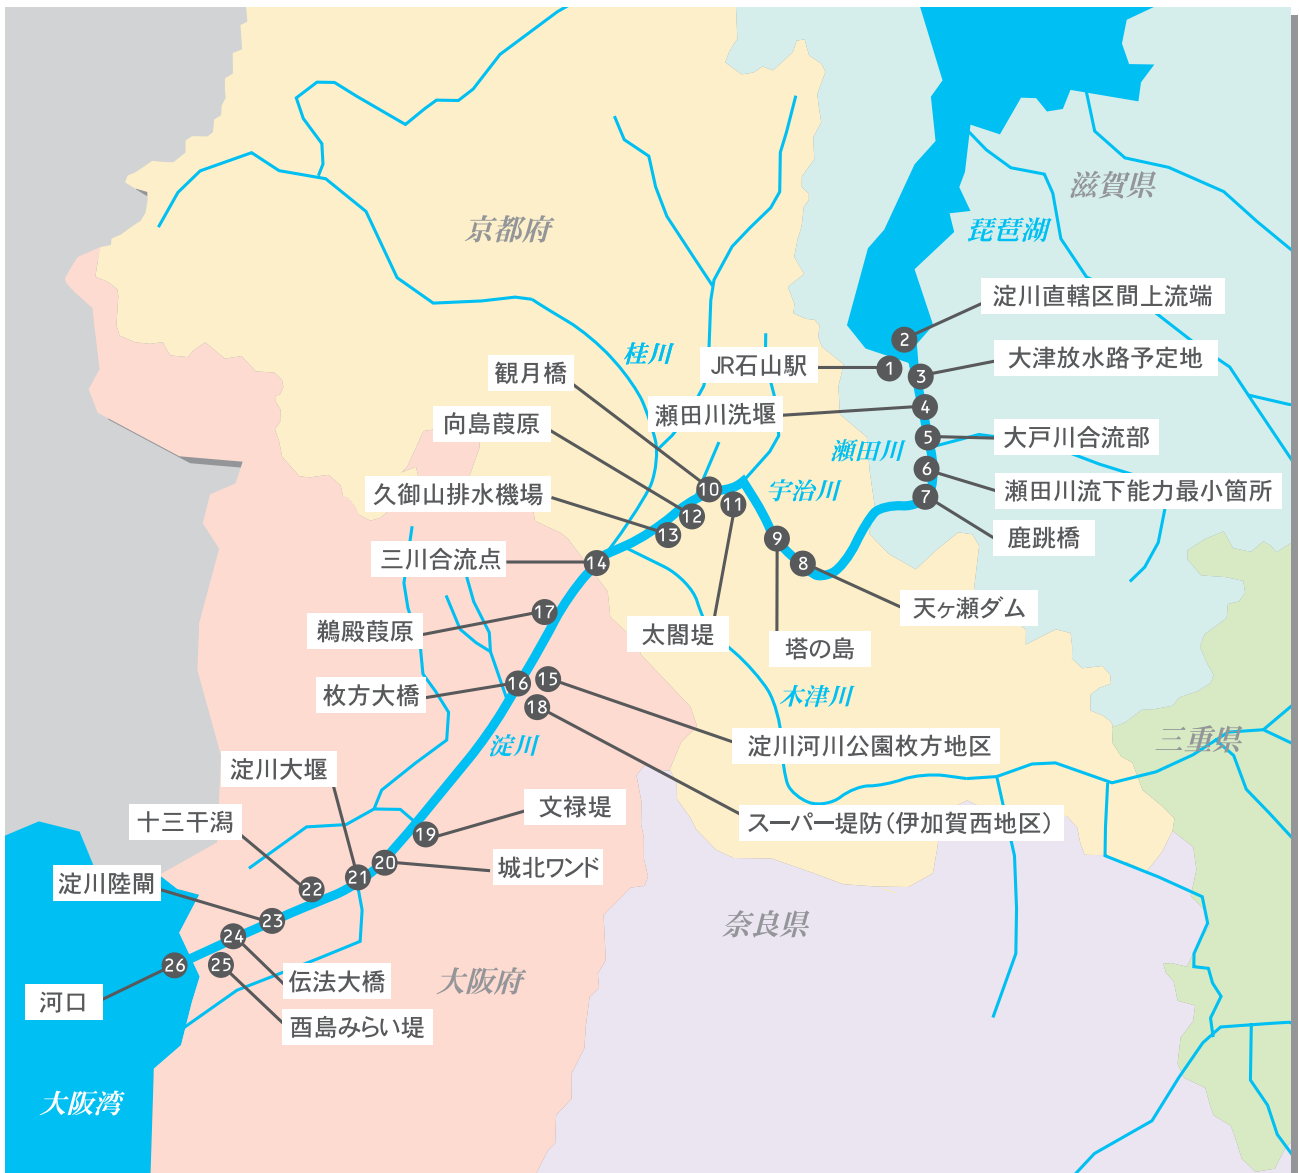 滋賀県
京都府
琵琶湖
淀川直轄区間上流端
2
桂川
大津放水路予定地
JR石山駅
1
観月橋
3
瀬田川洗堰
4
向島葭原
5
大戸川合流部
瀬田川
6
久御山排水機場
10
宇治川
瀬田川流下能力最小箇所
7
11
12
13
9
鹿跳橋
三川合流点
14
8
天ヶ瀬ダム
17
鵜殿葭原
太閤堤
塔の島
枚方大橋
16
15
木津川
18
淀川
淀川河川公園枚方地区
三重県
淀川大堰
文禄堤
スーパー堤防(伊加賀西地区)
十三干潟
19
城北ワンド
20
21
淀川陸閘
22
23
奈良県
24
26
25
伝法大橋
大阪府
河口
酉島みらい堤
大阪湾